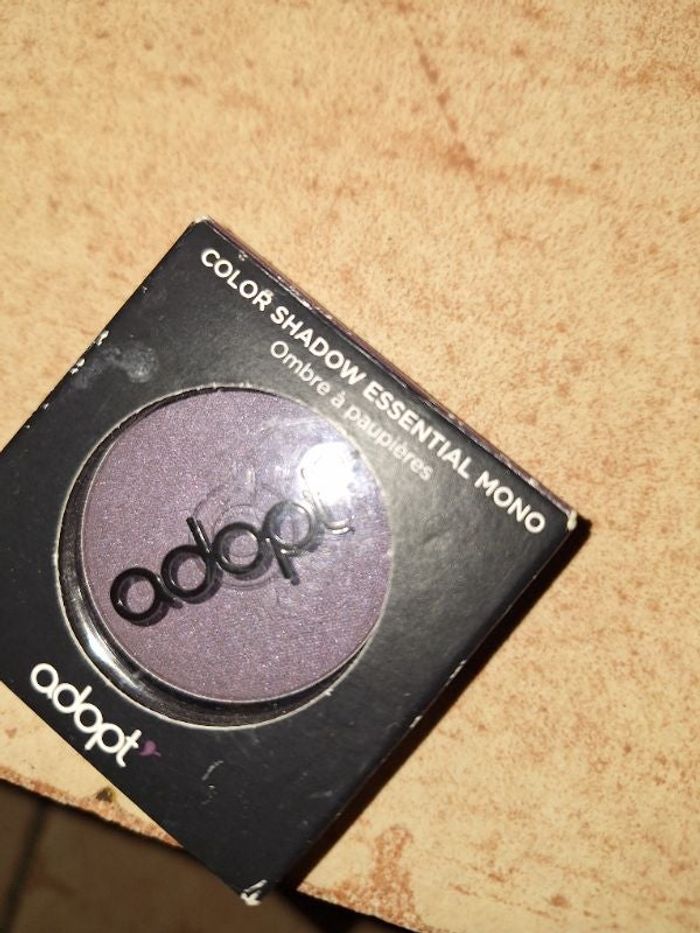 COLOR SHADOW ESSENTIAL MONO
Ombre à paupières
adopt
adopt